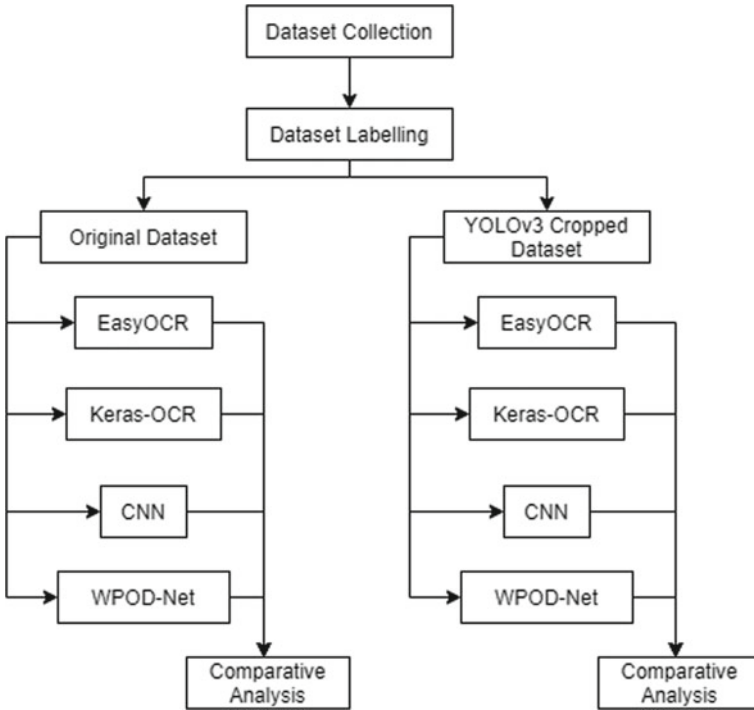 Dataset Collection
Dataset Labelling
Original Dataset
YOLOv3 Cropped
Dataset
EasyOCR
EasyOCR
Keras-OCR
Keras-OCR
CNN
CNN
WPOD-Net
WPOD-Net
Comparative
Analysis
Comparative
Analysis